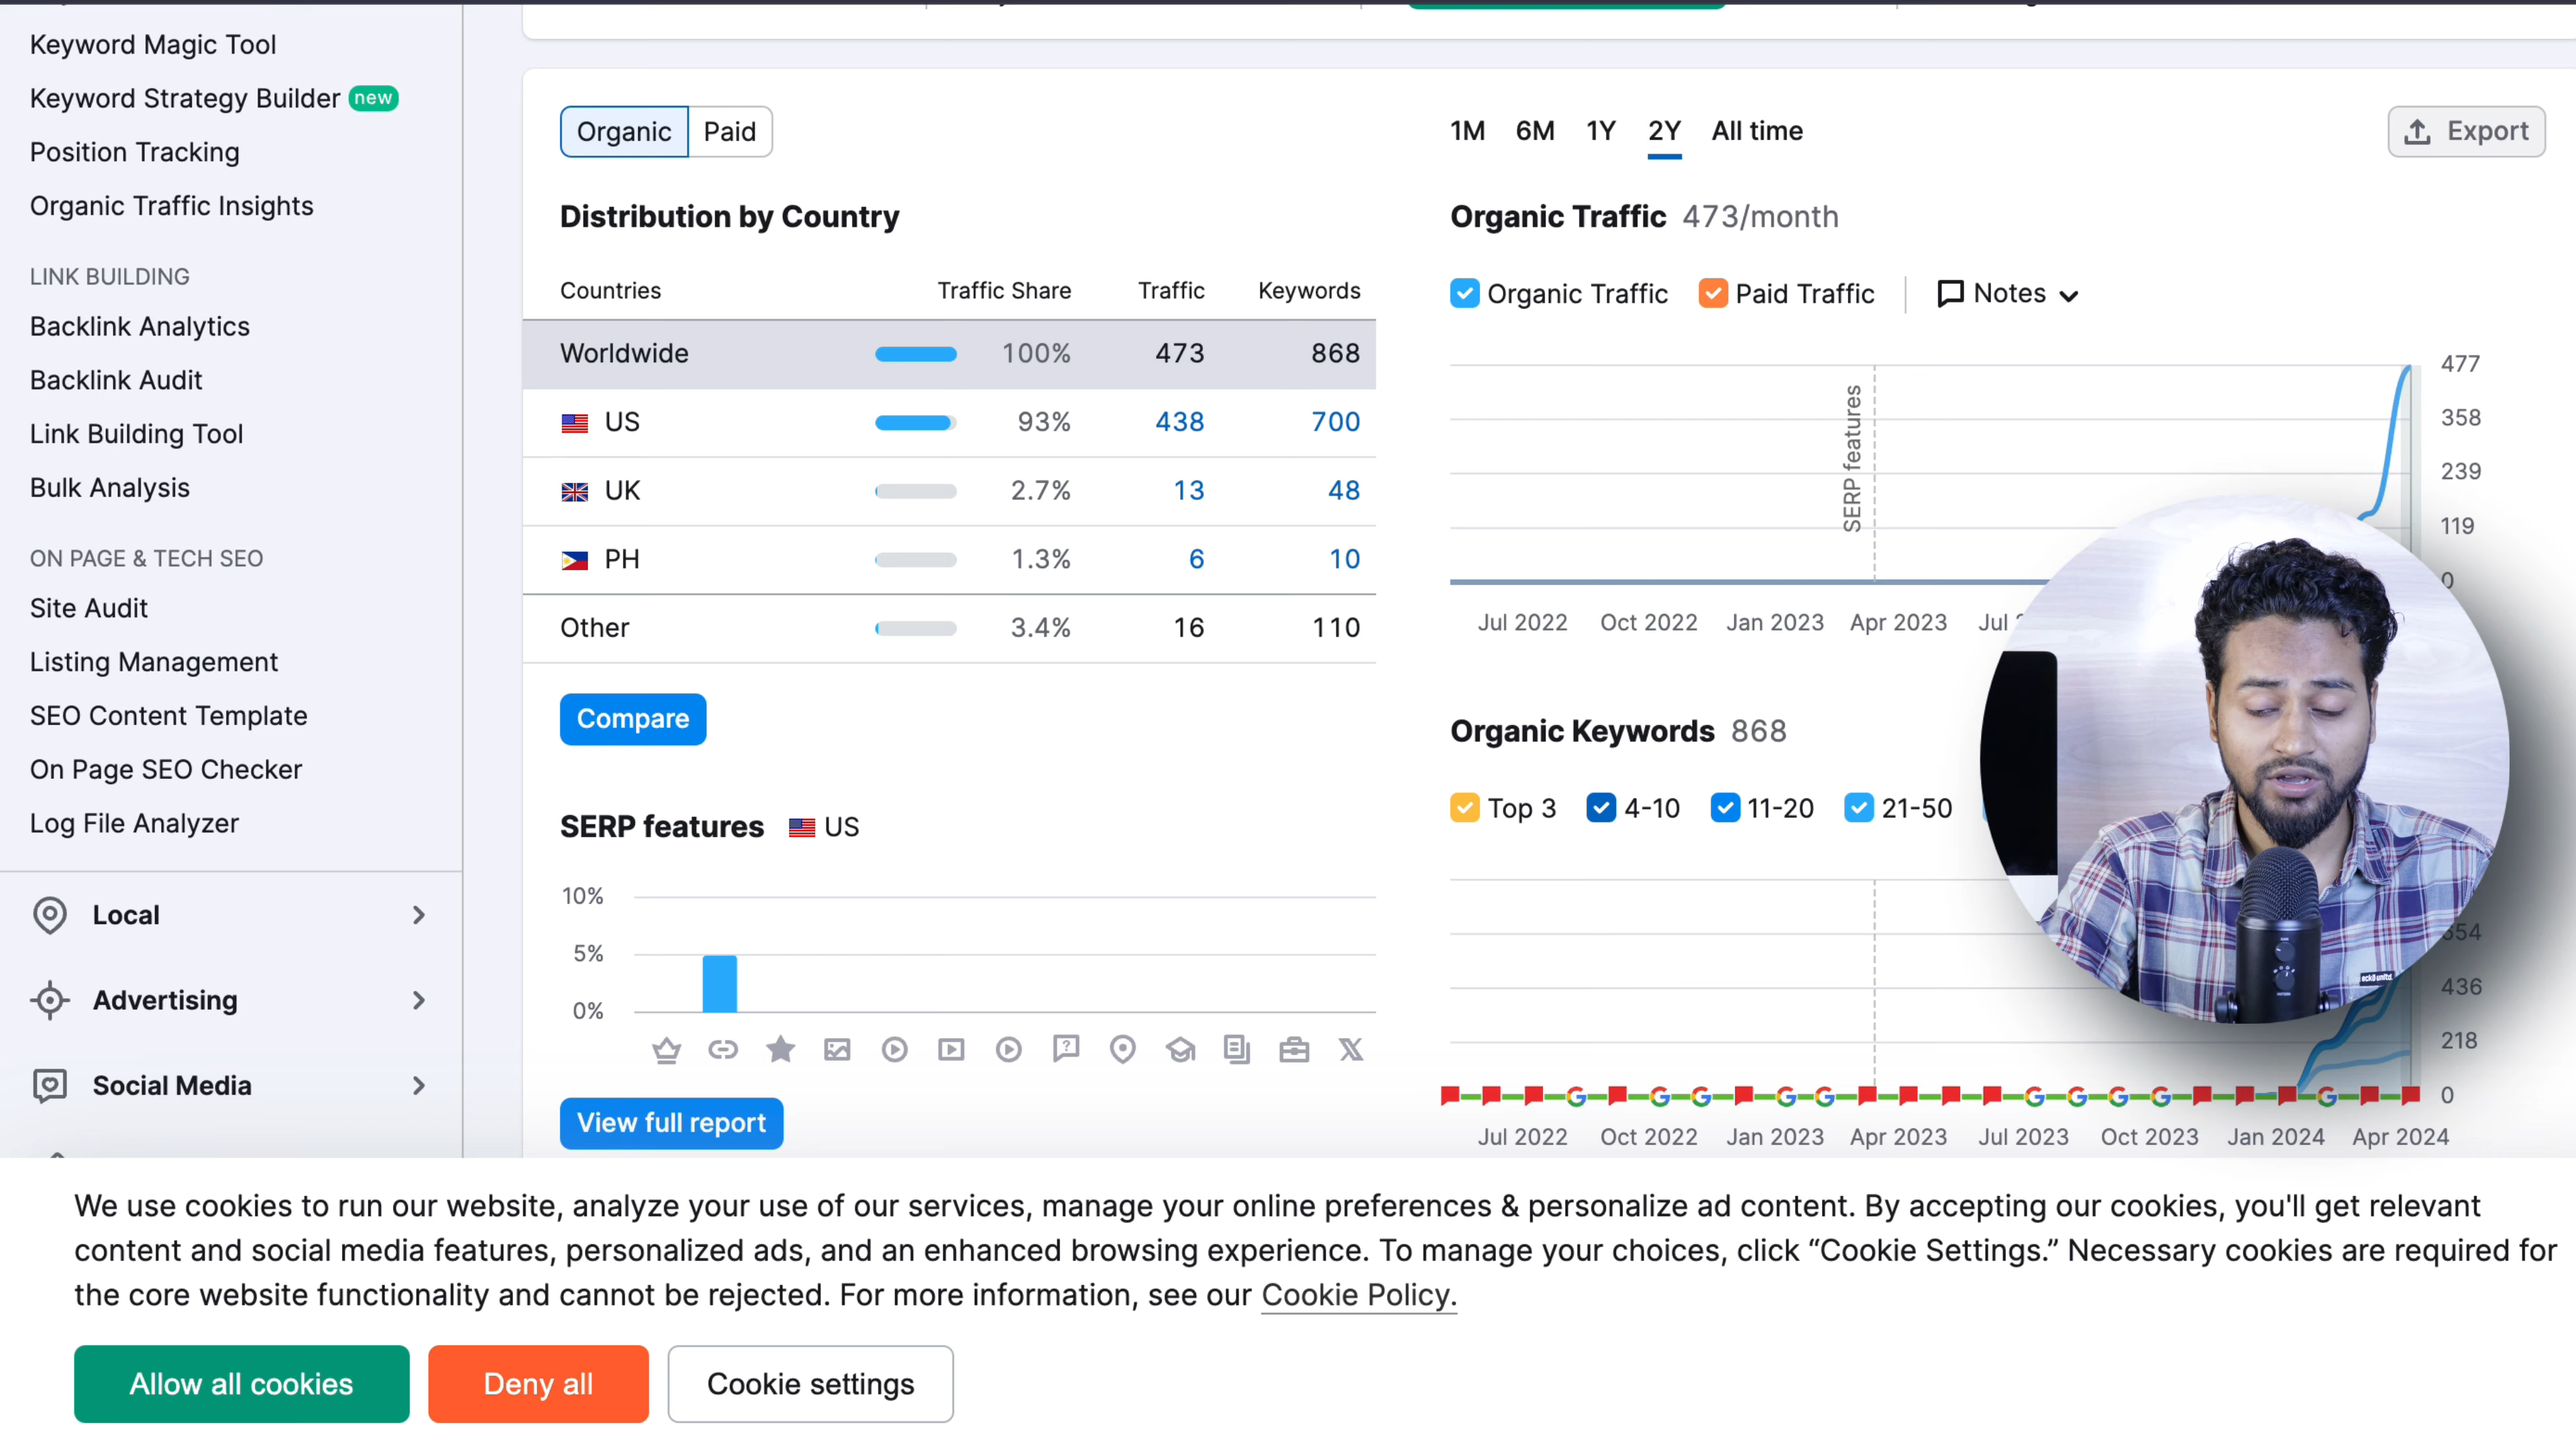 Keyword Magic Tool
Keyword Strategy Builder new
Position Tracking
Organic Traffic Insights
LINK BUILDING
Backlink Analytics
Backlink Audit
Link Building Tool
Bulk Analysis
ON PAGE & TECH SEO
Site Audit
Listing Management
SEO Content Template
On Page SEO Checker
Log File Analyzer
Local
Advertising
Social Media
Organic Paid
Distribution by Country
Countries Traffic Share Traffic Keywords
Worldwide 100% 473 868
US 93% 438 700
UK 2.7% 13 48
PH 1.3% 6 10
Other 3.4% 16 110
Compare
SERP features US
10%
5%
0%
View full report
1M 6M 1Y 2Y All time
Export
Organic Traffic 473/month
Organic Traffic Paid Traffic Notes
477
358
239
119
0
SERP features
Jul 2022 Oct 2022 Jan 2023 Apr 2023 Jul
Organic Keywords 868
Top 3 4-10 11-20 21-50
436
218
0
Jul 2022 Oct 2022 Jan 2023 Apr 2023 Jul 2023 Oct 2023 Jan 2024 Apr 2024
We use cookies to run our website, analyze your use of our services, manage your online preferences & personalize ad content. By accepting our cookies, you'll get relevant
content and social media features, personalized ads, and an enhanced browsing experience. To manage your choices, click “Cookie Settings.” Necessary cookies are required for
the core website functionality and cannot be rejected. For more information, see our Cookie Policy.
Allow all cookies Deny all Cookie settings